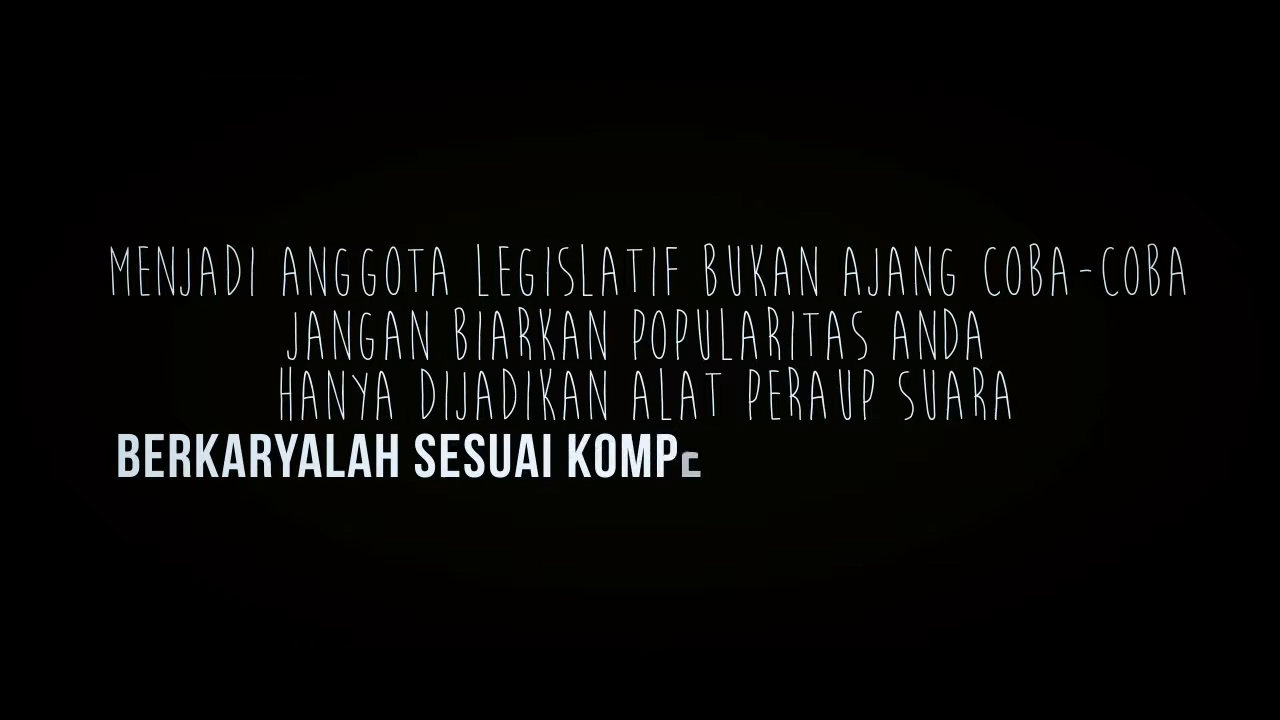 MENJADI ANGGOTA LEGISLATIF BUKAN AJANG COBA-COBA
JANGAN BIARKAN POPULARITAS ANDA
HANYA DIJADIKAN ALAT PERAUP SUARA
BERKARYALAH SESUAI